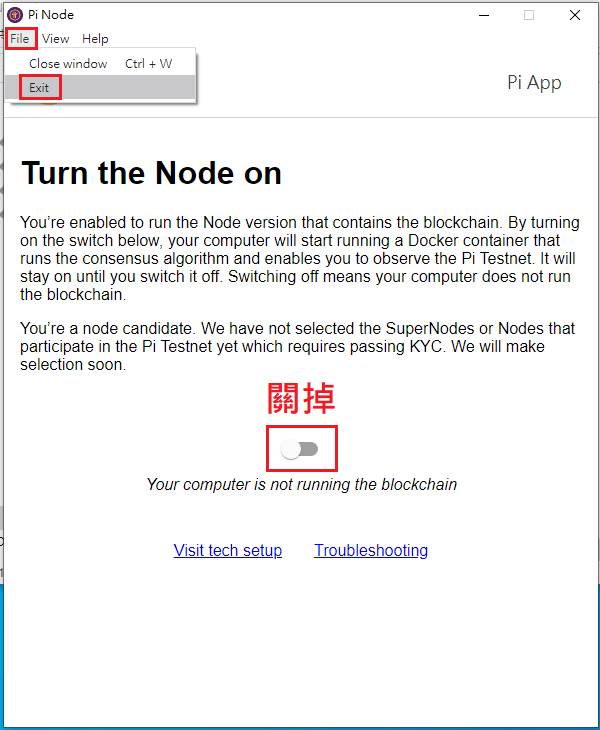 Pi Node
File View Help
Close window Ctrl + W
Exit
Pi App
Turn the Node on
You're enabled to run the Node version that contains the blockchain. By turning
on the switch below, your computer will start running a Docker container that
runs the consensus algorithm and enables you to observe the Pi Testnet. It will
stay on until you switch it off. Switching off means your computer does not run
the blockchain.
You're a node candidate. We have not selected the SuperNodes or Nodes that
participate in the Pi Testnet yet which requires passing KYC. We will make
selection soon.
關掉
Your computer is not running the blockchain
Visit tech setup Troubleshooting